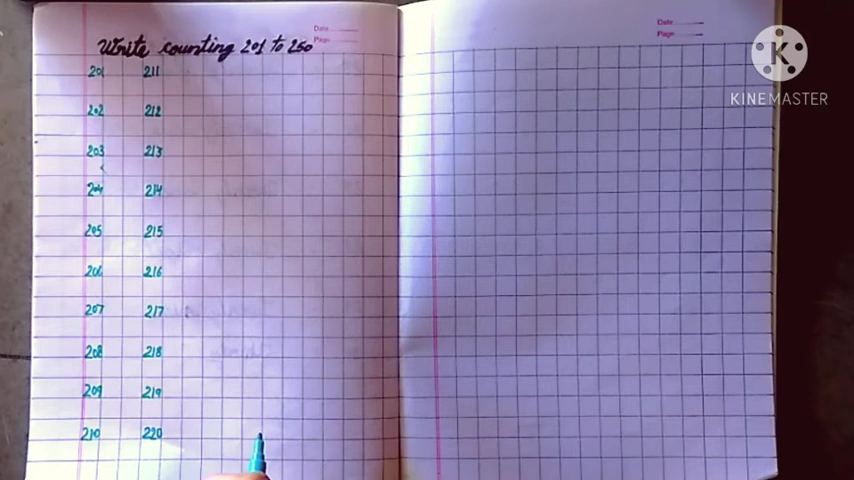 Date
Page
Write counting 201 to 250
201 211
202 212
203 213
204 214
205 215
206 216
207 217
208 218
209 219
210 220
Date
Page
K
KINEMASTER